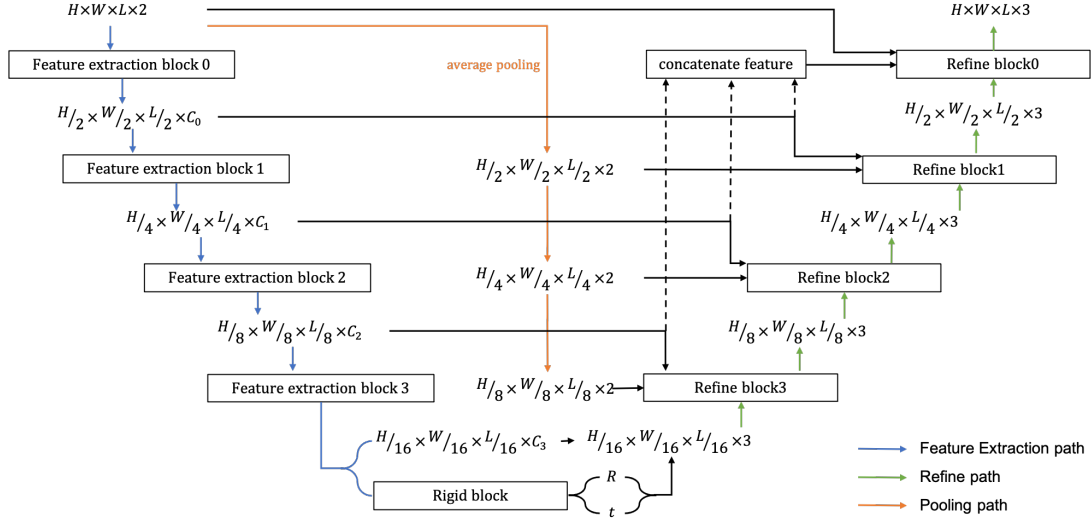 H×W×L×2
H×W×L×3
Feature extraction block 0
average pooling
concatenate feature
Refine block0
H/2×W/2×L/2×C₀
H/2×W/2×L/2×3
Feature extraction block 1
H/2×W/2×L/2×2
Refine block1
H/4×W/4×L/4×C₁
H/4×W/4×L/4×3
Feature extraction block 2
H/4×W/4×L/4×2
Refine block2
H/8×W/8×L/8×C₂
H/8×W/8×L/8×3
Feature extraction block 3
H/8×W/8×L/8×2
Refine block3
H/16×W/16×L/16×C₃
H/16×W/16×L/16×3
Rigid block
R
t
Feature Extraction path
Refine path
Pooling path